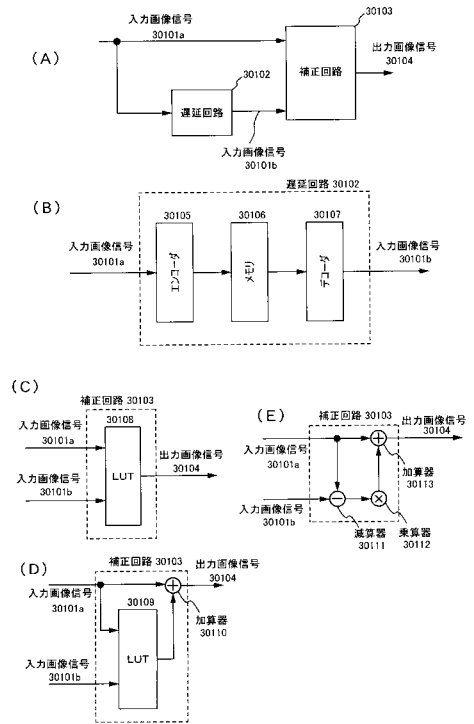 (A)
入力画像信号
30101a
30103
補正回路
出力画像信号
30104
30102
遅延回路
入力画像信号
30101b
(B)
遅延回路 30102
入力画像信号
30101a
30105
エンコーダ
30106
メモリ
30107
デコーダ
入力画像信号
30101b
(C)
補正回路 30103
入力画像信号
30101a
30108
LUT
出力画像信号
30104
入力画像信号
30101b
(E)
補正回路 30103
出力画像信号
30104
入力画像信号
30101a
加算器
30113
入力画像信号
30101b
減算器
30111
乗算器
30112
(D)
補正回路 30103
出力画像信号
30104
入力画像信号
30101a
30109
LUT
加算器
30110
入力画像信号
30101b